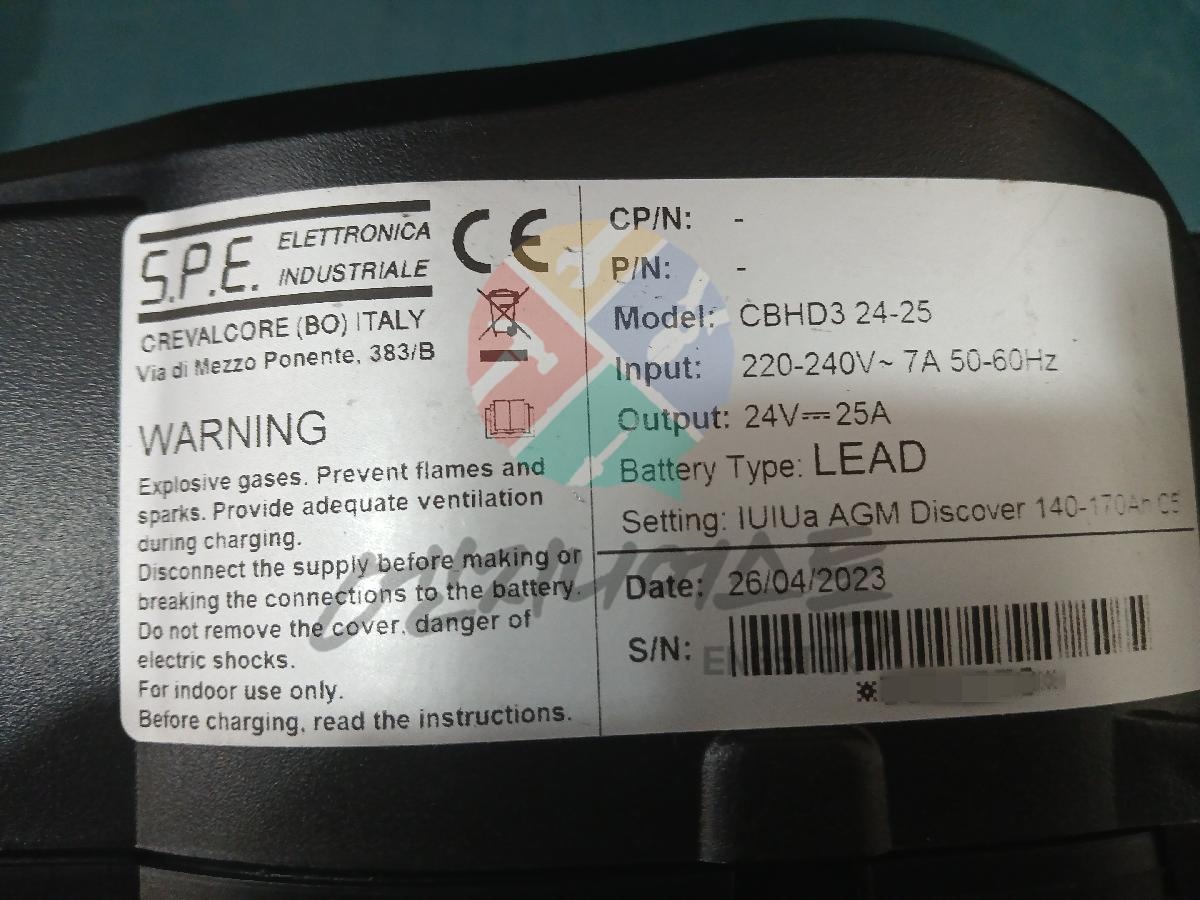 S.P.E. ELETTRONICA
INDUSTRIALE
CE
CREVALCORE (BO) ITALY
Via di Mezzo Ponente, 383/B
WARNING
Explosive gases. Prevent flames and
sparks. Provide adequate ventilation
during charging.
Disconnect the supply before making or
breaking the connections to the battery.
Do not remove the cover, danger of
electric shocks.
For indoor use only.
Before charging, read the instructions.
CP/N: -
P/N: -
Model: CBHD3 24-25
Input: 220-240V~ 7A 50-60Hz
Output: 24V⎓25A
Battery Type: LEAD
Setting: IUIUa AGM Discover 140-170Ah C5
Date: 26/04/2023
S/N: